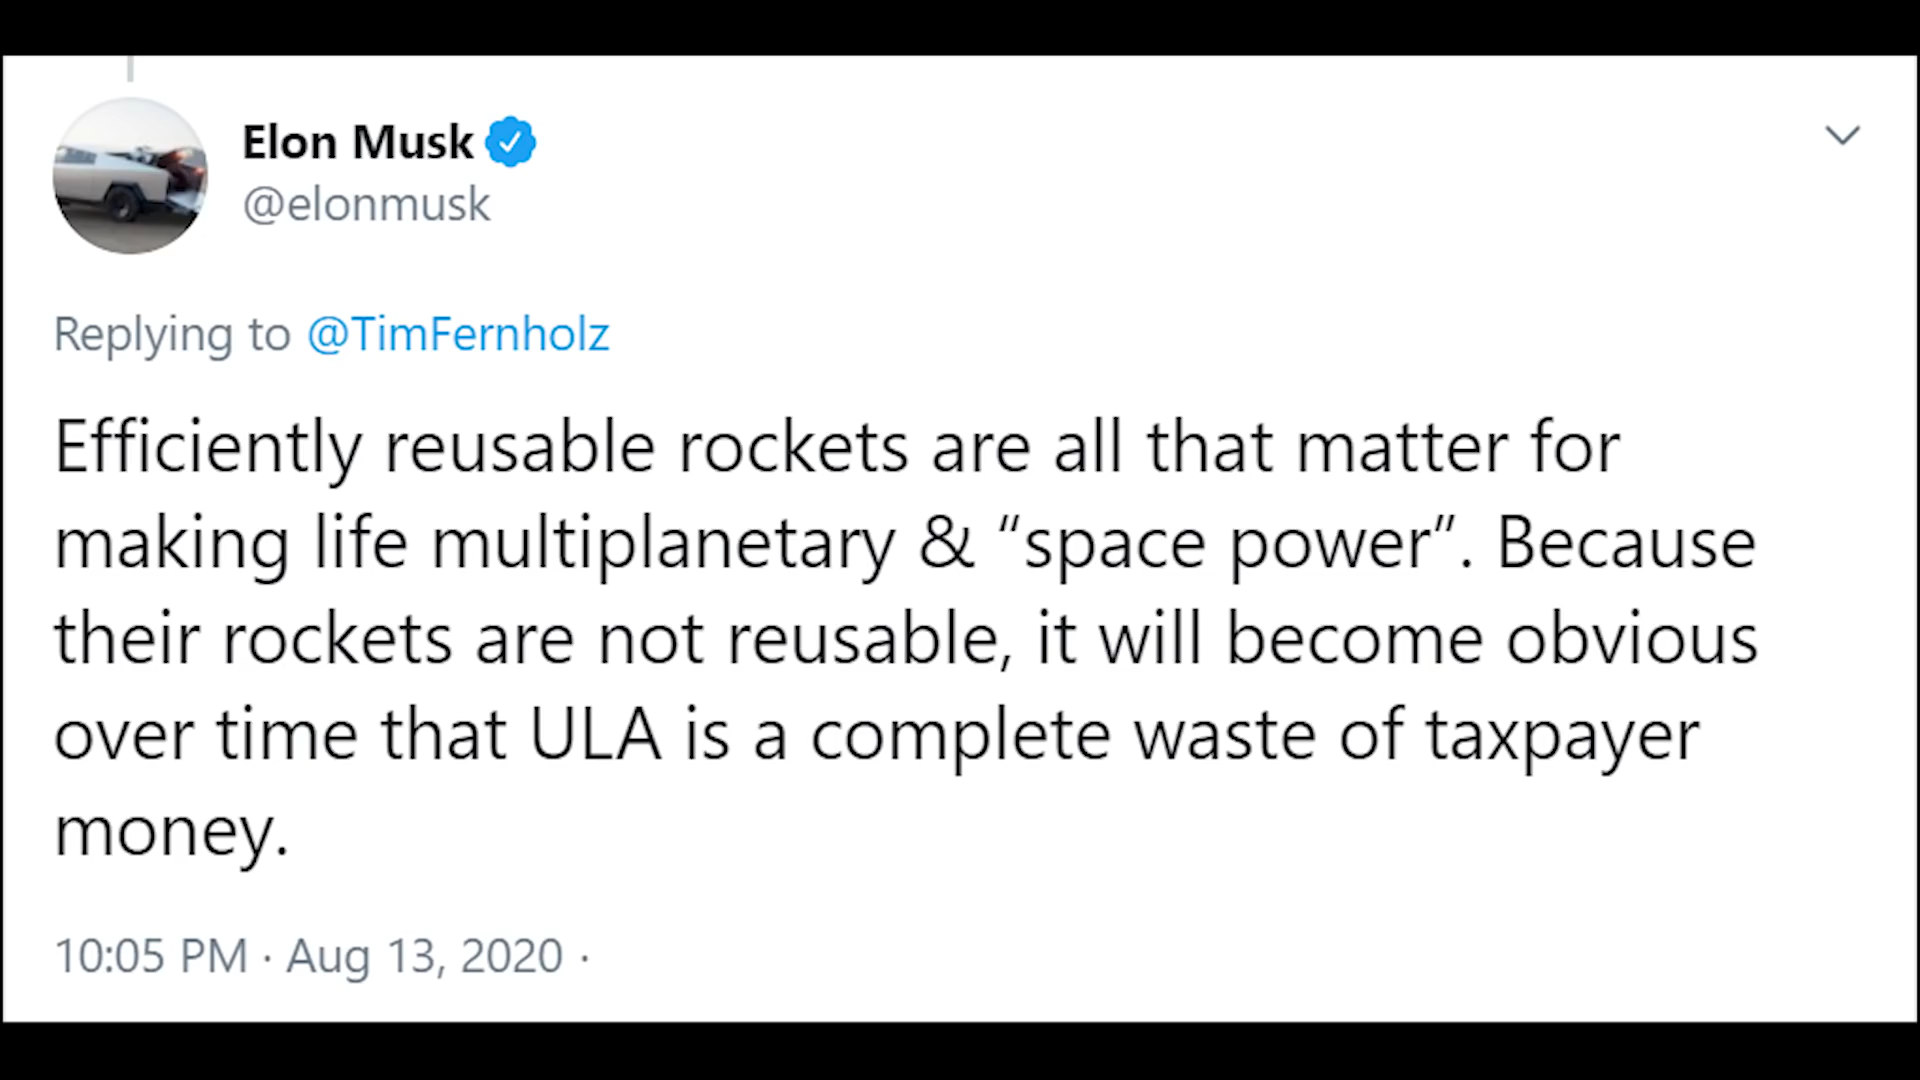 Elon Musk
@elonmusk
Replying to @TimFernholz
Efficiently reusable rockets are all that matter for
making life multiplanetary & “space power”. Because
their rockets are not reusable, it will become obvious
over time that ULA is a complete waste of taxpayer
money.
10:05 PM · Aug 13, 2020 ·